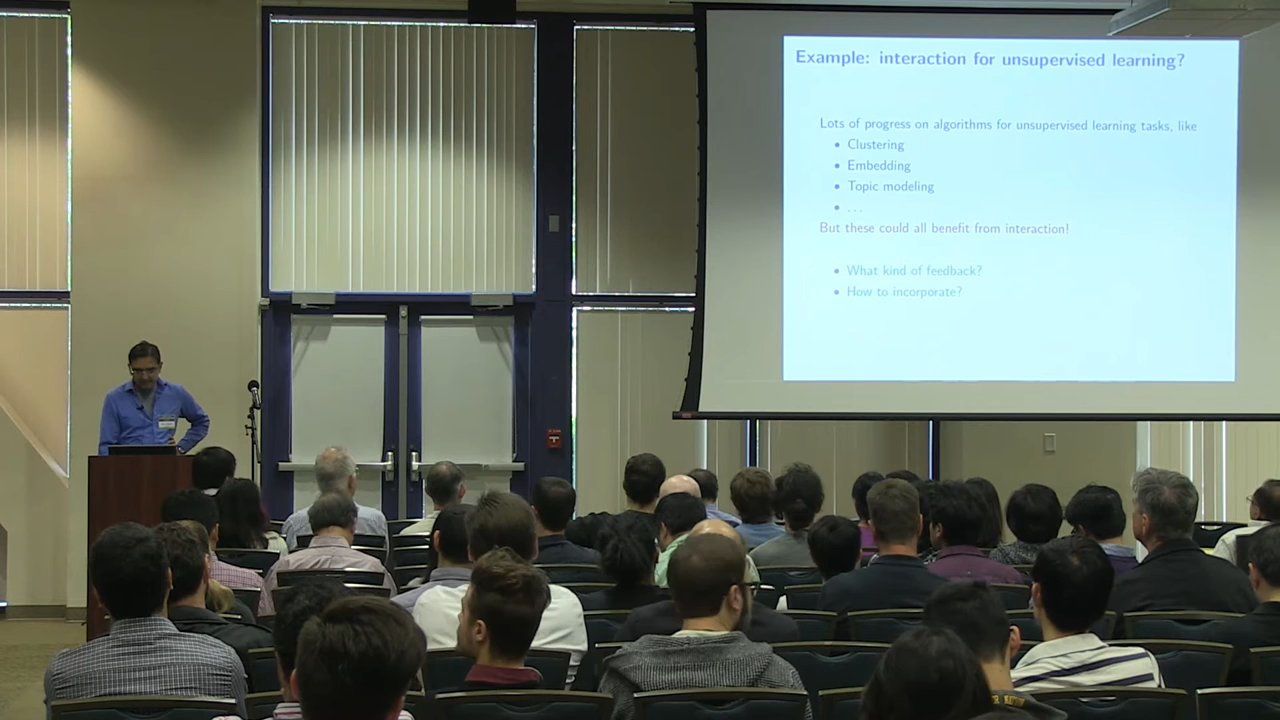 Example: interaction for unsupervised learning?
Lots of progress on algorithms for unsupervised learning tasks, like
• Clustering
• Embedding
• Topic modeling
• ...
But these could all benefit from interaction!
• What kind of feedback?
• How to incorporate?